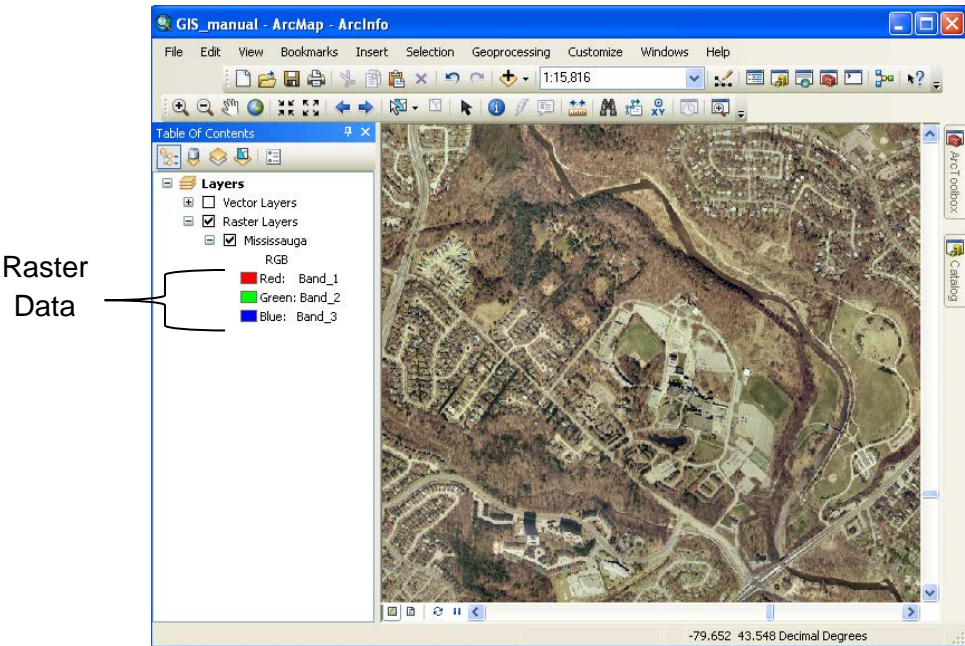 GIS_manual - ArcMap - ArcInfo
File Edit View Bookmarks Insert Selection Geoprocessing Customize Windows Help
1:15,816
Table Of Contents
Layers
Vector Layers
Raster Layers
Mississauga
RGB
Red: Band_1
Green: Band_2
Blue: Band_3
Raster
Data
ArcToolbox
Catalog
-79.652 43.548 Decimal Degrees